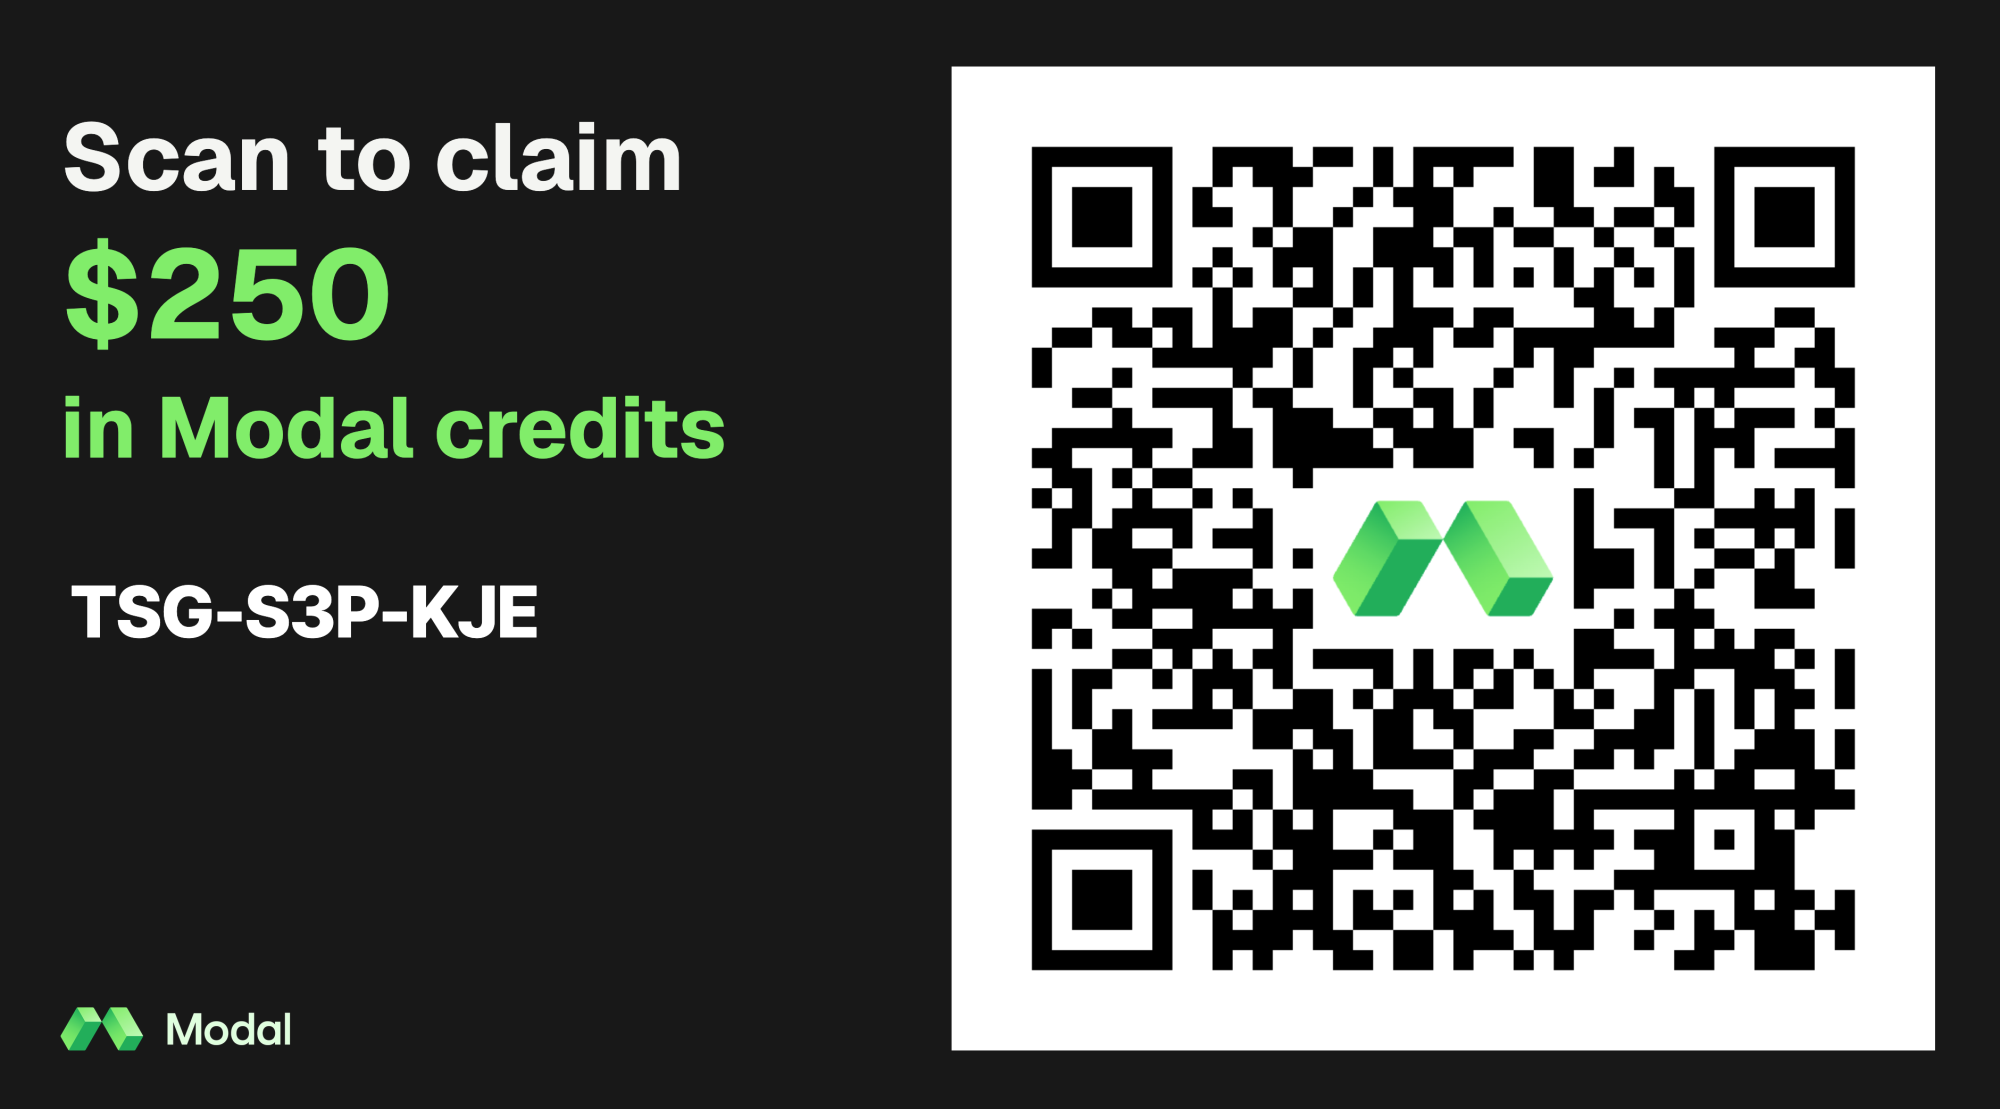 Scan to claim
$250
in Modal credits
TSG-S3P-KJE
Modal